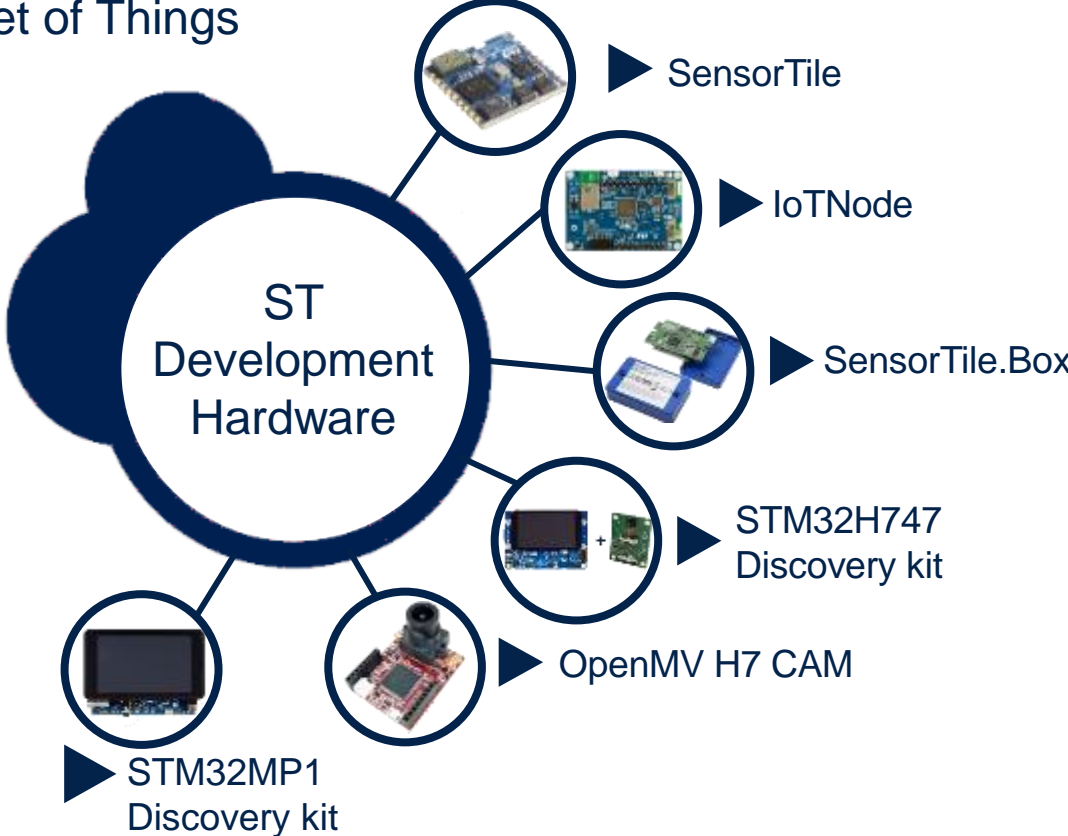 et of Things
SensorTile
IoTNode
ST
Development
Hardware
SensorTile.Box
+
STM32H747
Discovery kit
OpenMV H7 CAM
STM32MP1
Discovery kit